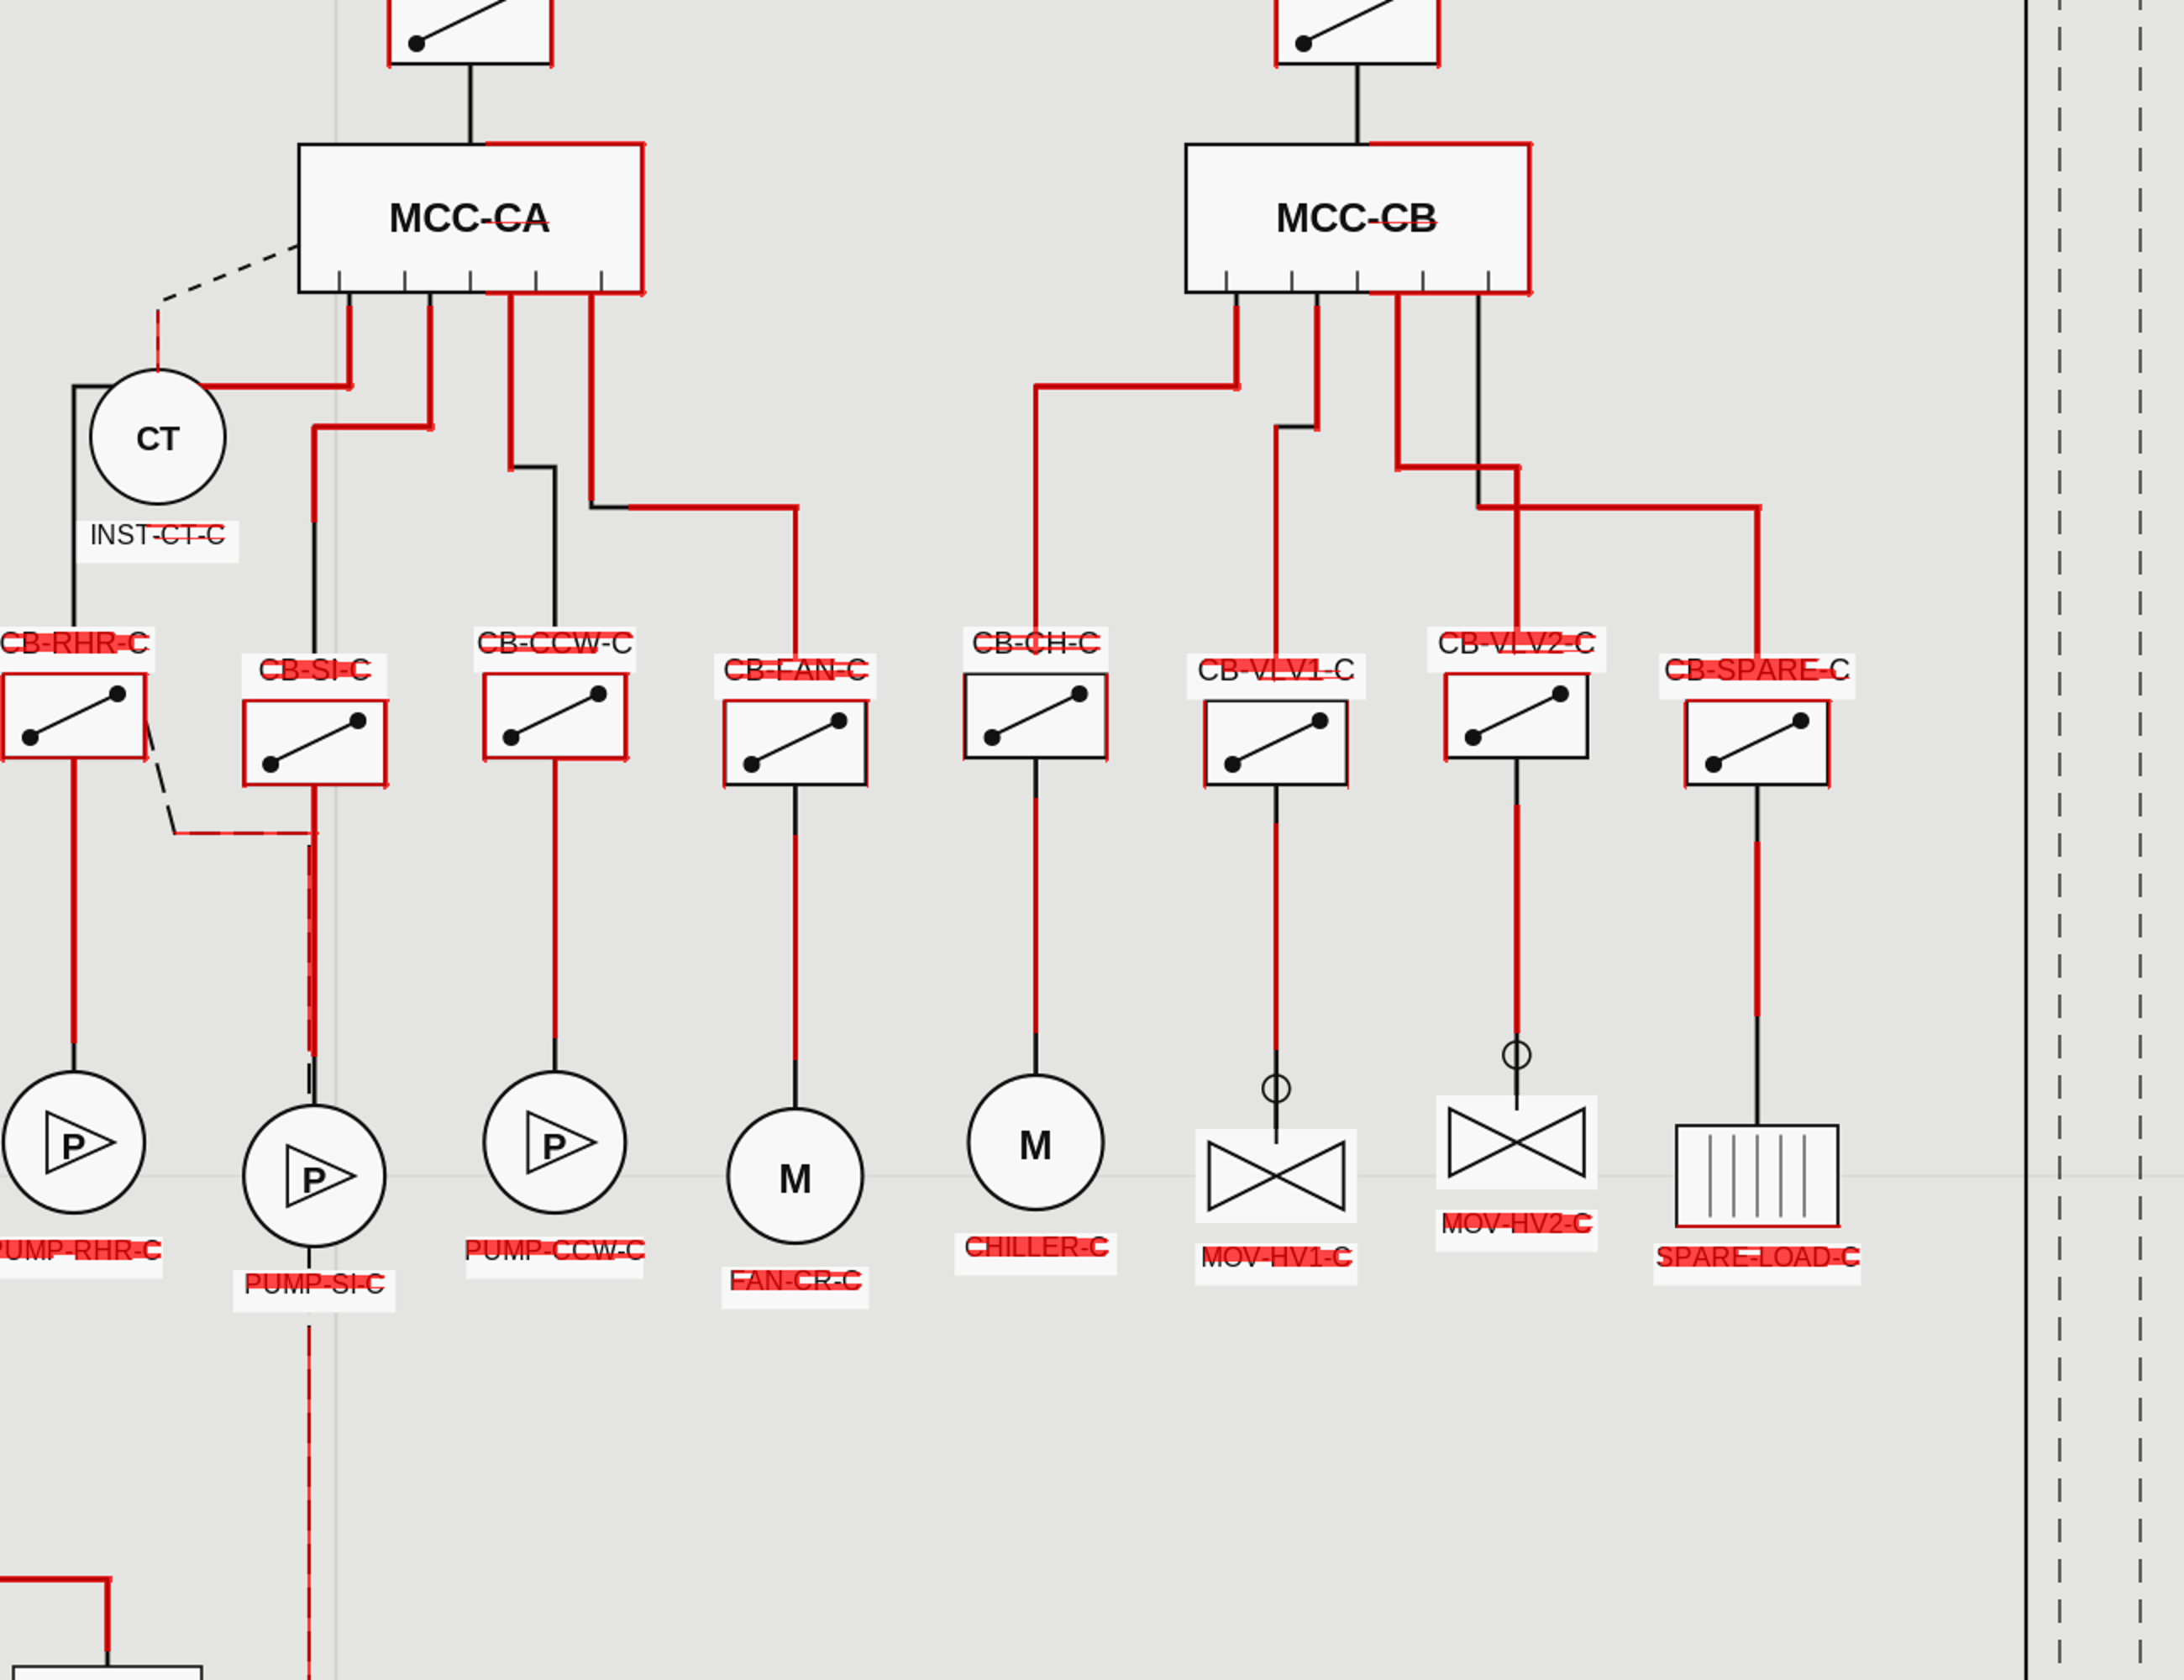 MCC-CA
MCC-CB
CT
INST-CT-C
CB-RHR-C
CB-SI-C
CB-CCW-C
CB-FAN-C
CB-CH-C
CB-VLV1-C
CB-VLV2-C
CB-SPARE-C
P
P
P
M
M
PUMP-RHR-C
PUMP-SI-C
PUMP-CCW-C
FAN-CR-C
CHILLER-C
MOV-HV1-C
MOV-HV2-C
SPARE-LOAD-C